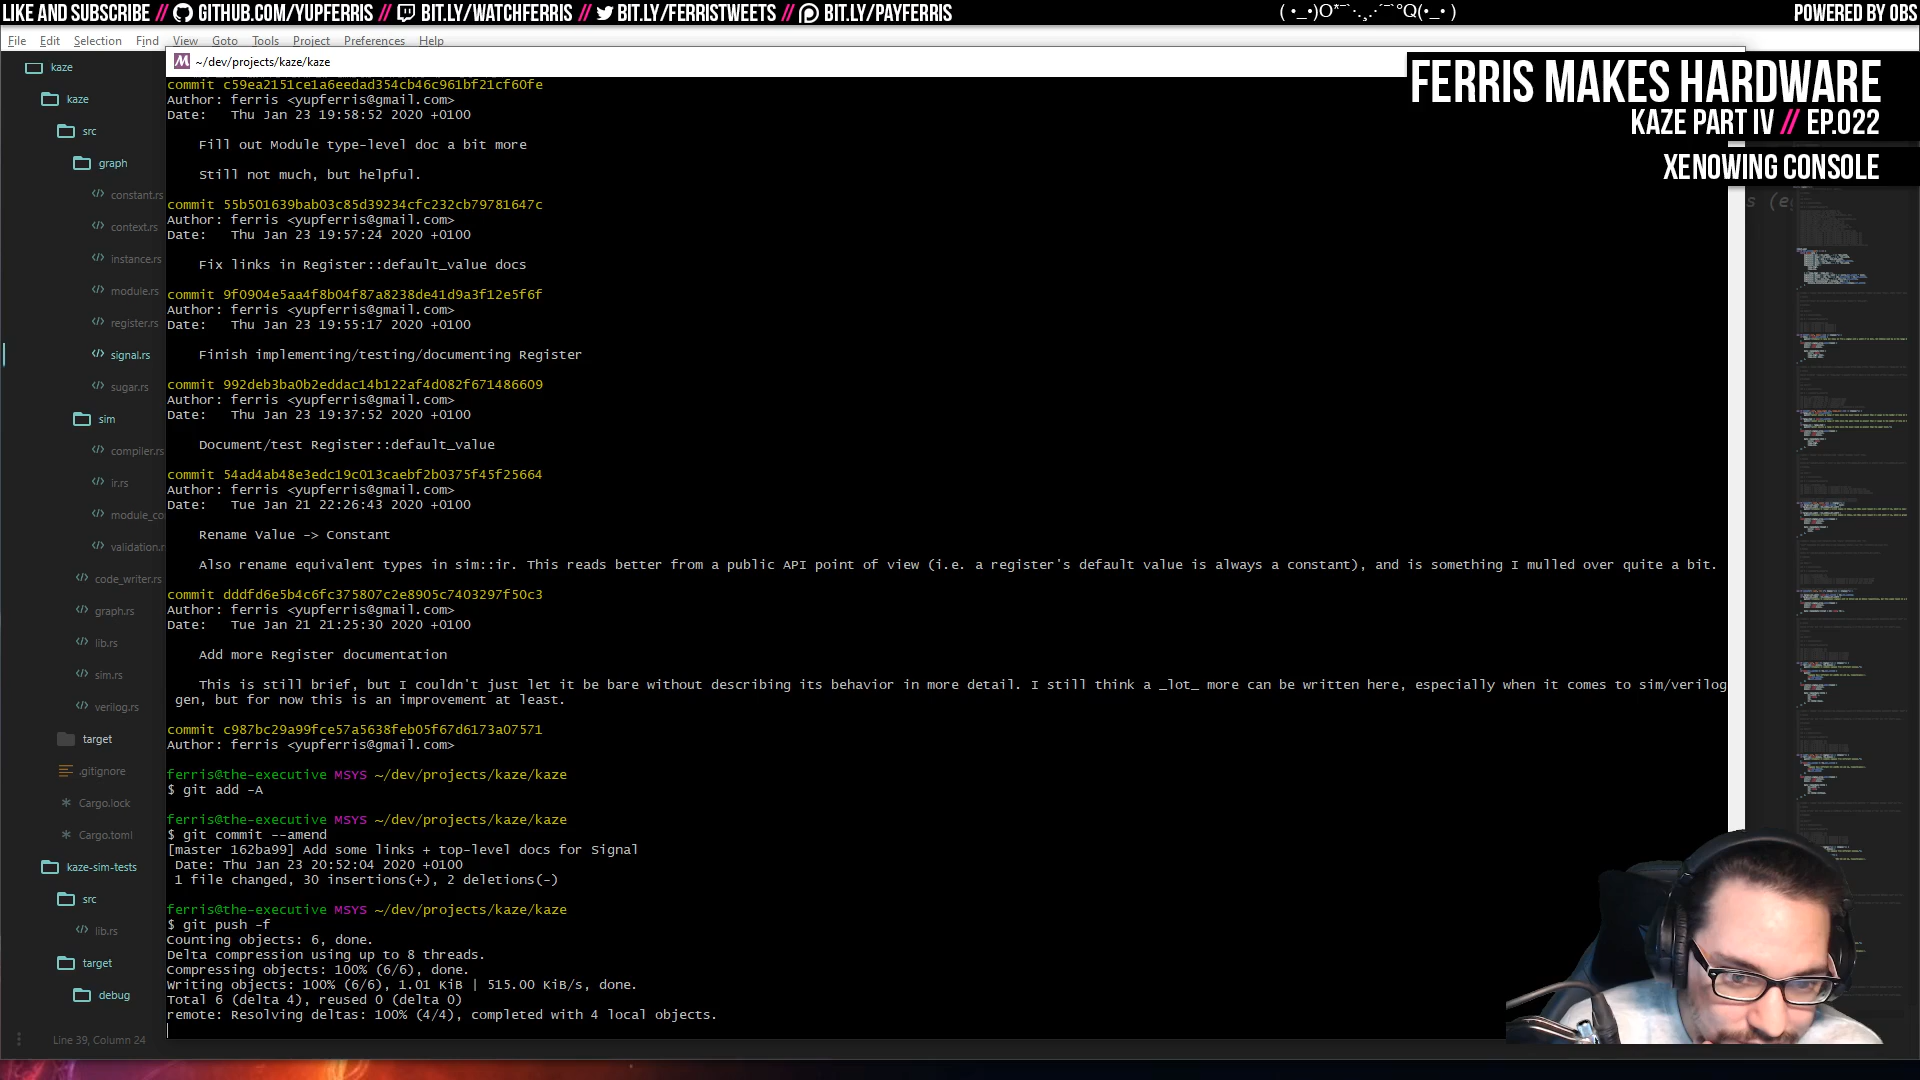 LIKE AND SUBSCRIBE // GITHUB.COM/YUPFERRIS // BIT.LY/WATCHFERRIS // BIT.LY/FERRISTWEETS // BIT.LY/PAYFERRIS
POWERED BY OBS
File Edit Selection Find View Goto Tools Project Preferences Help
~/dev/projects/kaze/kaze
FERRIS MAKES HARDWARE
KAZE PART IV // EP.022
XENOWING CONSOLE
kaze
kaze
src
graph
constant.rs
context.rs
instance.rs
module.rs
register.rs
signal.rs
sugar.rs
sim
compiler.rs
ir.rs
module_co
validation.r
code_writer.rs
graph.rs
lib.rs
sim.rs
verilog.rs
target
.gitignore
Cargo.lock
Cargo.toml
kaze-sim-tests
src
lib.rs
target
debug
Line 39, Column 24
commit c59ea2151ce1a6eedad354cb46c961bf21cf60fe
Author: ferris <yupferris@gmail.com>
Date:   Thu Jan 23 19:58:52 2020 +0100
Fill out Module type-level doc a bit more
Still not much, but helpful.
commit 55b501639bab03c85d39234cfc232cb79781647c
Author: ferris <yupferris@gmail.com>
Date:   Thu Jan 23 19:57:24 2020 +0100
Fix links in Register::default_value docs
commit 9f0904e5aa4f8b04f87a8238de41d9a3f12e5f6f
Author: ferris <yupferris@gmail.com>
Date:   Thu Jan 23 19:55:17 2020 +0100
Finish implementing/testing/documenting Register
commit 992deb3ba0b2eddac14b122af4d082f671486609
Author: ferris <yupferris@gmail.com>
Date:   Thu Jan 23 19:37:52 2020 +0100
Document/test Register::default_value
commit 54ad4ab48e3edc19c013caebf2b0375f45f25664
Author: ferris <yupferris@gmail.com>
Date:   Tue Jan 21 22:26:43 2020 +0100
Rename Value -> Constant
Also rename equivalent types in sim::ir. This reads better from a public API point of view (i.e. a register's default value is always a constant), and is something I mulled over quite a bit.
commit dddfd6e5b4c6fc375807c2e8905c7403297f50c3
Author: ferris <yupferris@gmail.com>
Date:   Tue Jan 21 21:25:30 2020 +0100
Add more Register documentation
This is still brief, but I couldn't just let it be bare without describing its behavior in more detail. I still think a _lot_ more can be written here, especially when it comes to sim/verilog
gen, but for now this is an improvement at least.
commit c987bc29a99fce57a5638feb05f67d6173a07571
Author: ferris <yupferris@gmail.com>
ferris@the-executive MSYS ~/dev/projects/kaze/kaze
$ git add -A
ferris@the-executive MSYS ~/dev/projects/kaze/kaze
$ git commit --amend
[master 162ba99] Add some links + top-level docs for Signal
Date: Thu Jan 23 20:52:04 2020 +0100
1 file changed, 30 insertions(+), 2 deletions(-)
ferris@the-executive MSYS ~/dev/projects/kaze/kaze
$ git push -f
Counting objects: 6, done.
Delta compression using up to 8 threads.
Compressing objects: 100% (6/6), done.
Writing objects: 100% (6/6), 1.01 KiB | 515.00 KiB/s, done.
Total 6 (delta 4), reused 0 (delta 0)
remote: Resolving deltas: 100% (4/4), completed with 4 local objects.